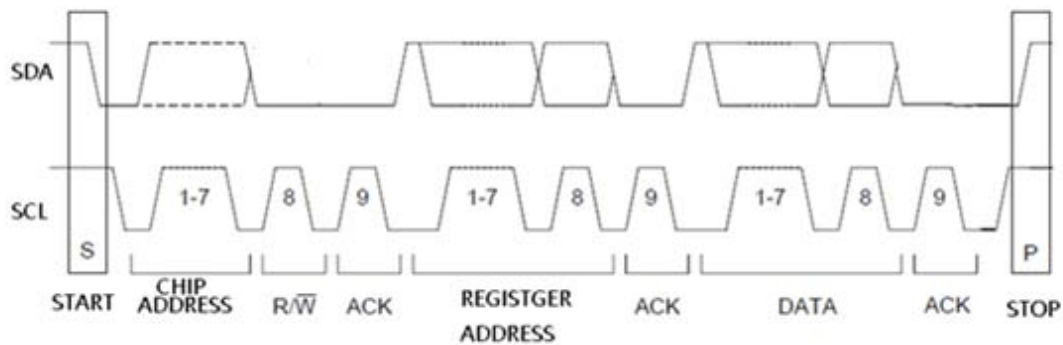 SDA
SCL
1-7
8
9
1-7
8
9
1-7
8
9
S
P
START
CHIP
ADDRESS
R/W̅
ACK
REGISTGER
ADDRESS
ACK
DATA
ACK
STOP